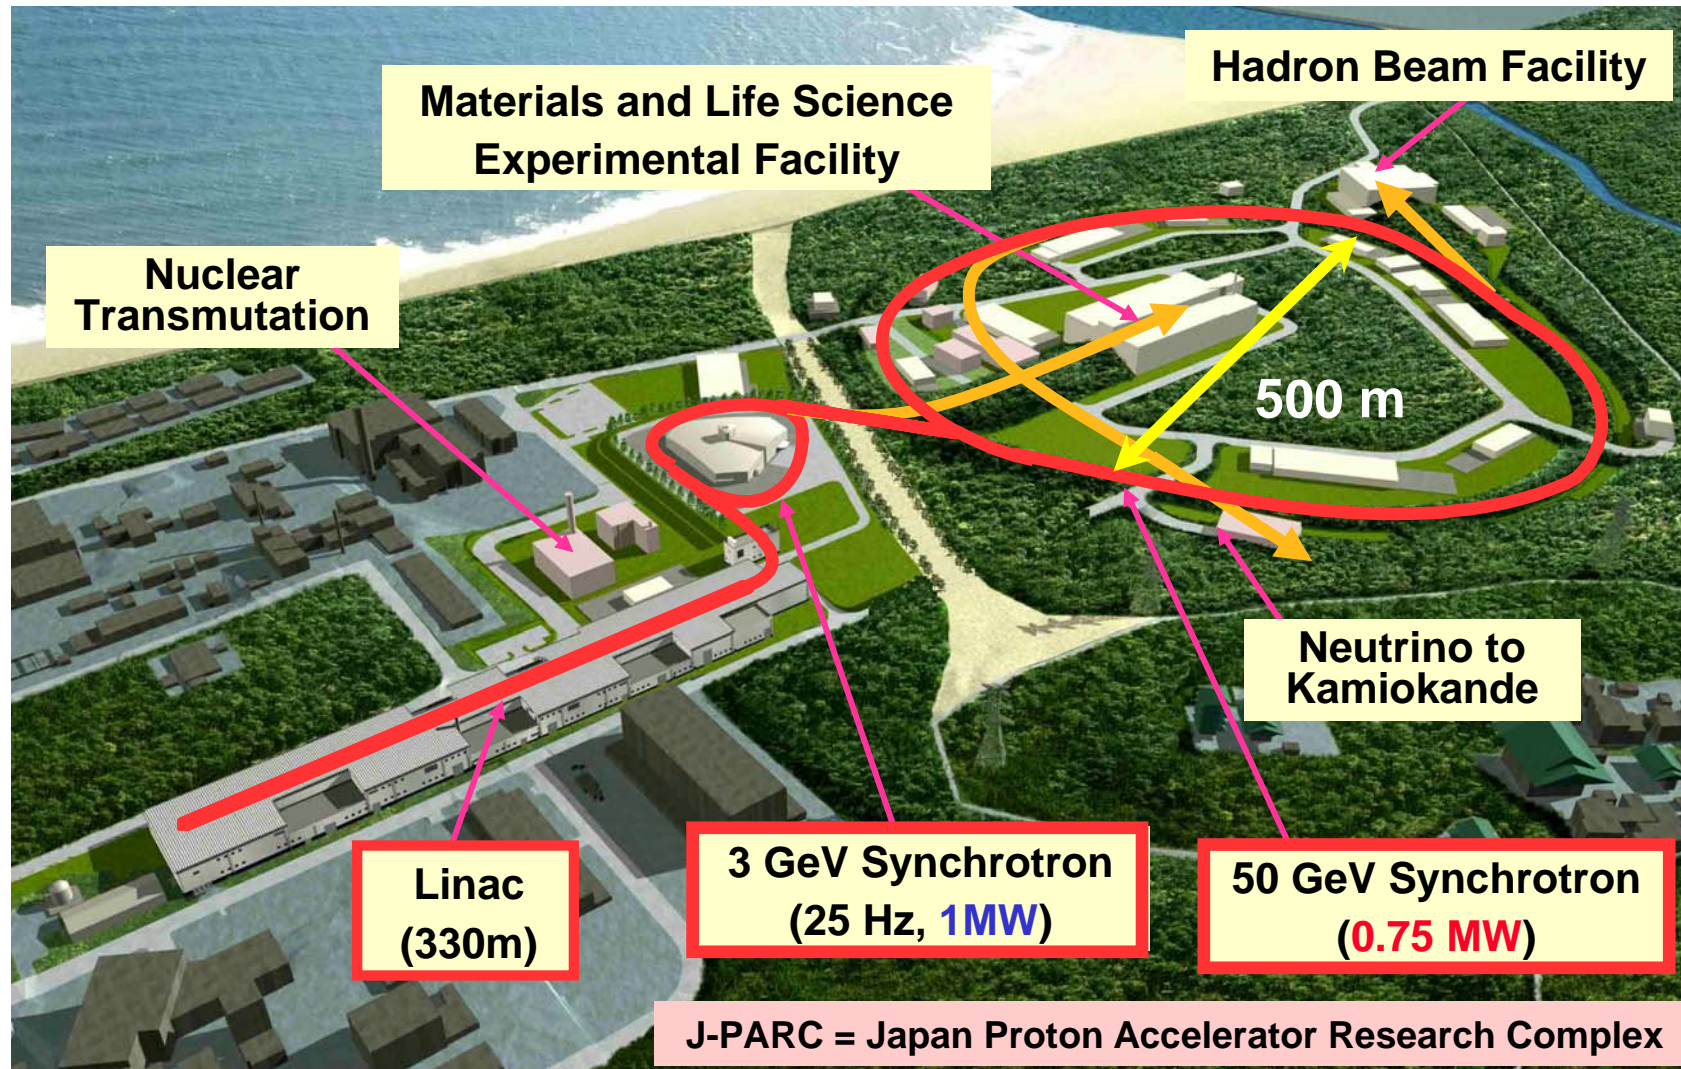 Hadron Beam Facility
Materials and Life Science
Experimental Facility
Nuclear
Transmutation
500 m
Neutrino to
Kamiokande
Linac
(330m)
3 GeV Synchrotron
(25 Hz, 1MW)
50 GeV Synchrotron
(0.75 MW)
J-PARC = Japan Proton Accelerator Research Complex